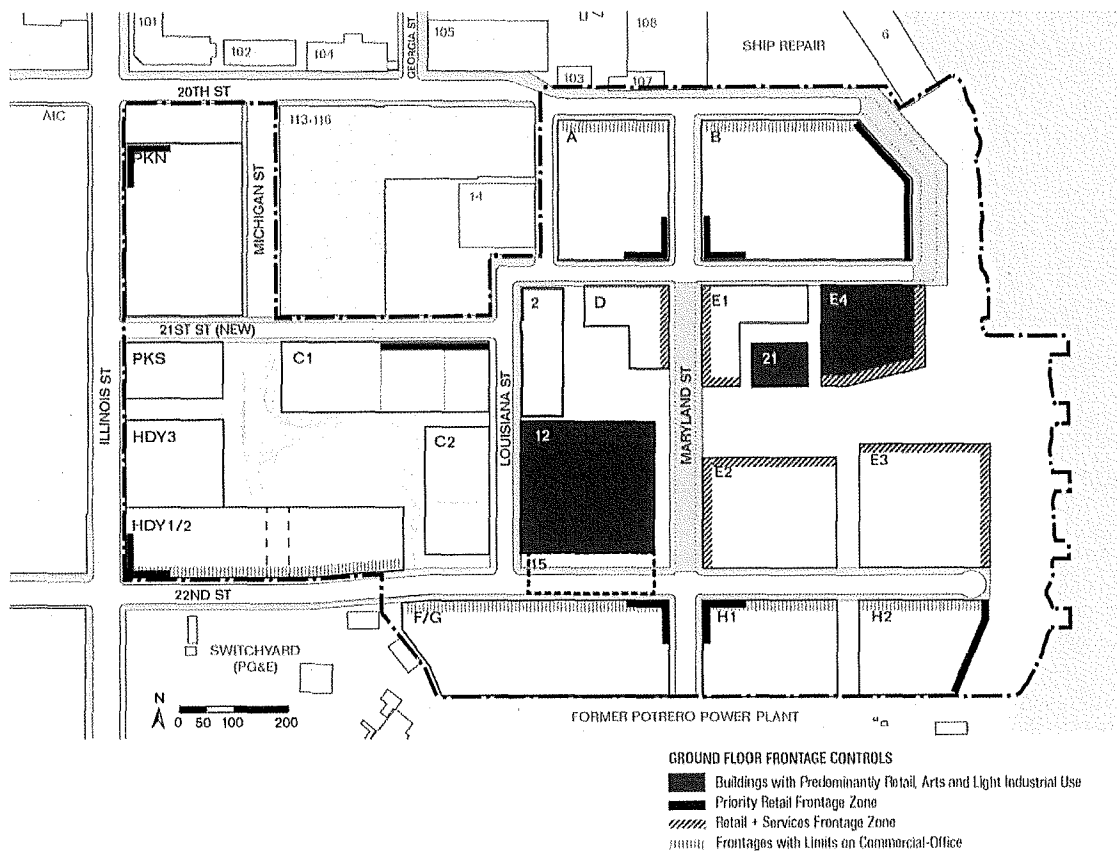 101
102
104
GEORGIA ST
105
108
103
107
SHIP REPAIR
6
20TH ST
AIC
113-116
PKN
MICHIGAN ST
14
A
B
2
D
E1
E4
21ST ST (NEW)
21
PKS
C1
ILLINOIS ST
LOUISIANA ST
MARYLAND ST
HDY3
C2
12
E2
E3
HDY1/2
15
22ND ST
F/G
H1
H2
SWITCHYARD
(PG&E)
N
0 50 100 200
FORMER POTRERO POWER PLANT
GROUND FLOOR FRONTAGE CONTROLS
Buildings with Predominantly Retail, Arts and Light Industrial Use
Priority Retail Frontage Zone
Retail + Services Frontage Zone
Frontages with Limits on Commercial-Office